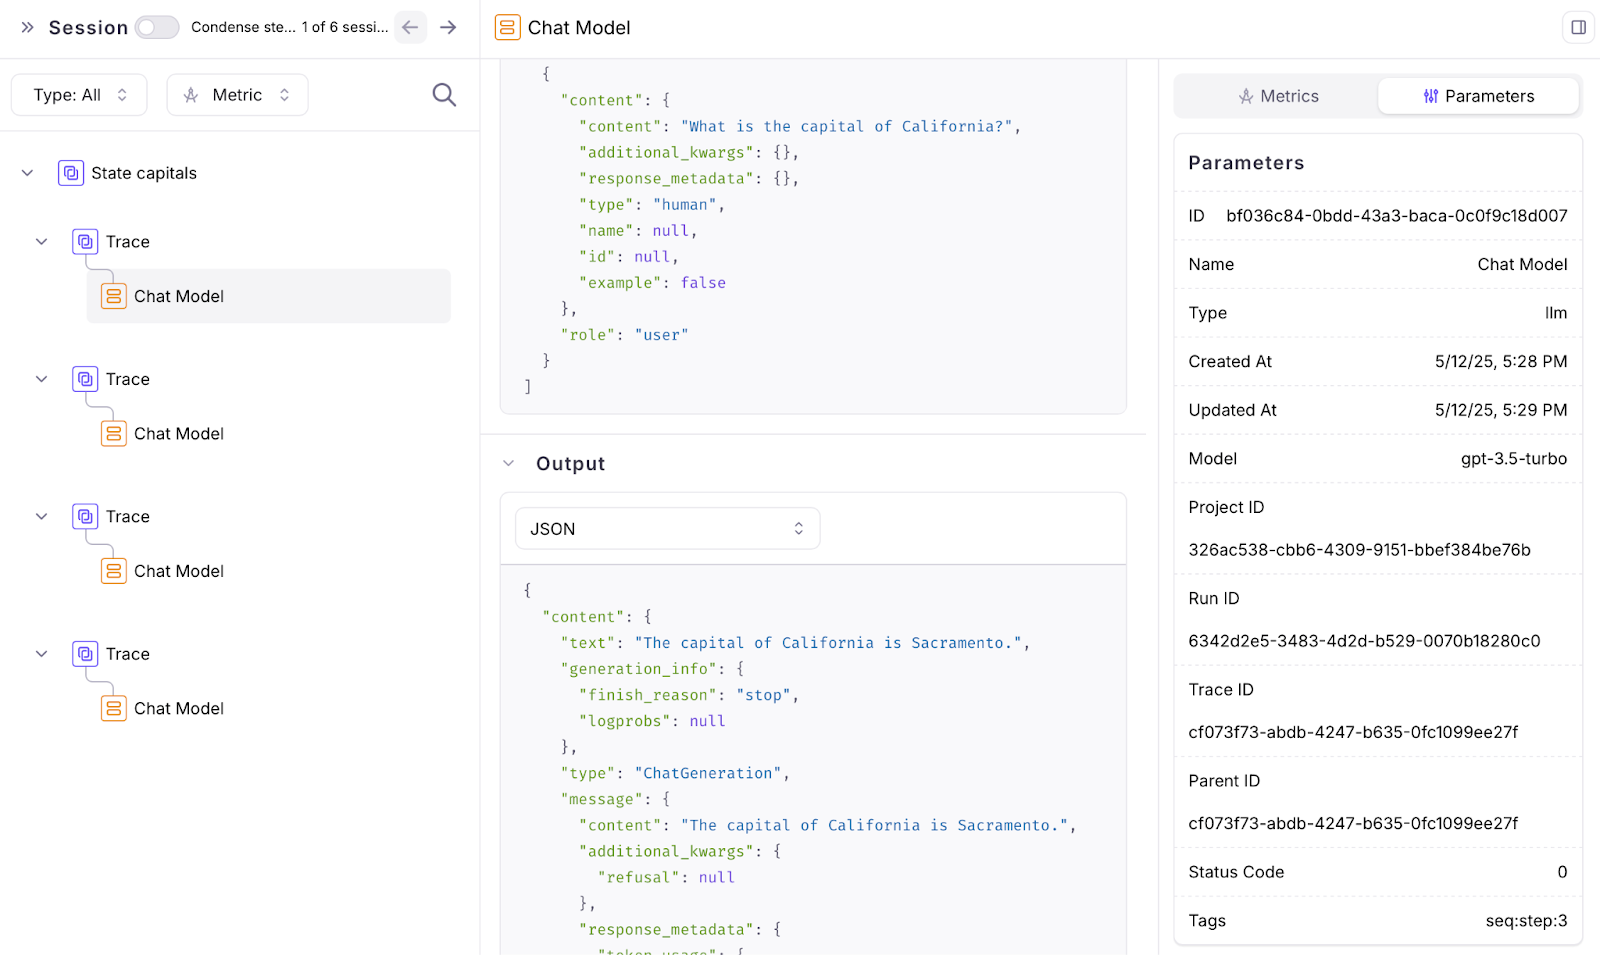 Session
Condense ste... 1 of 6 sessi...
Type: All
Metric
State capitals
Trace
Chat Model
Trace
Chat Model
Trace
Chat Model
Trace
Chat Model
Chat Model
{
"content": {
"content": "What is the capital of California?",
"additional_kwargs": {},
"response_metadata": {},
"type": "human",
"name": null,
"id": null,
"example": false
},
"role": "user"
}
]
Output
JSON
{
"content": {
"text": "The capital of California is Sacramento.",
"generation_info": {
"finish_reason": "stop",
"logprobs": null
},
"type": "ChatGeneration",
"message": {
"content": "The capital of California is Sacramento.",
"additional_kwargs": {
"refusal": null
},
"response_metadata": {
"token_usage": {
Metrics
Parameters
Parameters
ID bf036c84-0bdd-43a3-baca-0c0f9c18d007
Name Chat Model
Type llm
Created At 5/12/25, 5:28 PM
Updated At 5/12/25, 5:29 PM
Model gpt-3.5-turbo
Project ID
326ac538-cbb6-4309-9151-bbef384be76b
Run ID
6342d2e5-3483-4d2d-b529-0070b18280c0
Trace ID
cf073f73-abdb-4247-b635-0fc1099ee27f
Parent ID
cf073f73-abdb-4247-b635-0fc1099ee27f
Status Code 0
Tags seq:step:3